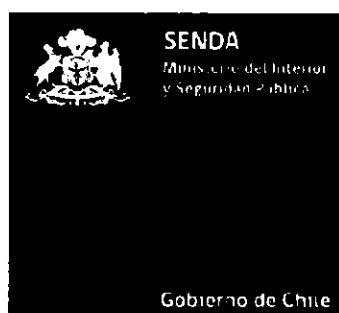 SENDA
Ministerio del Interior
y Seguridad Pública
Gobierno de Chile